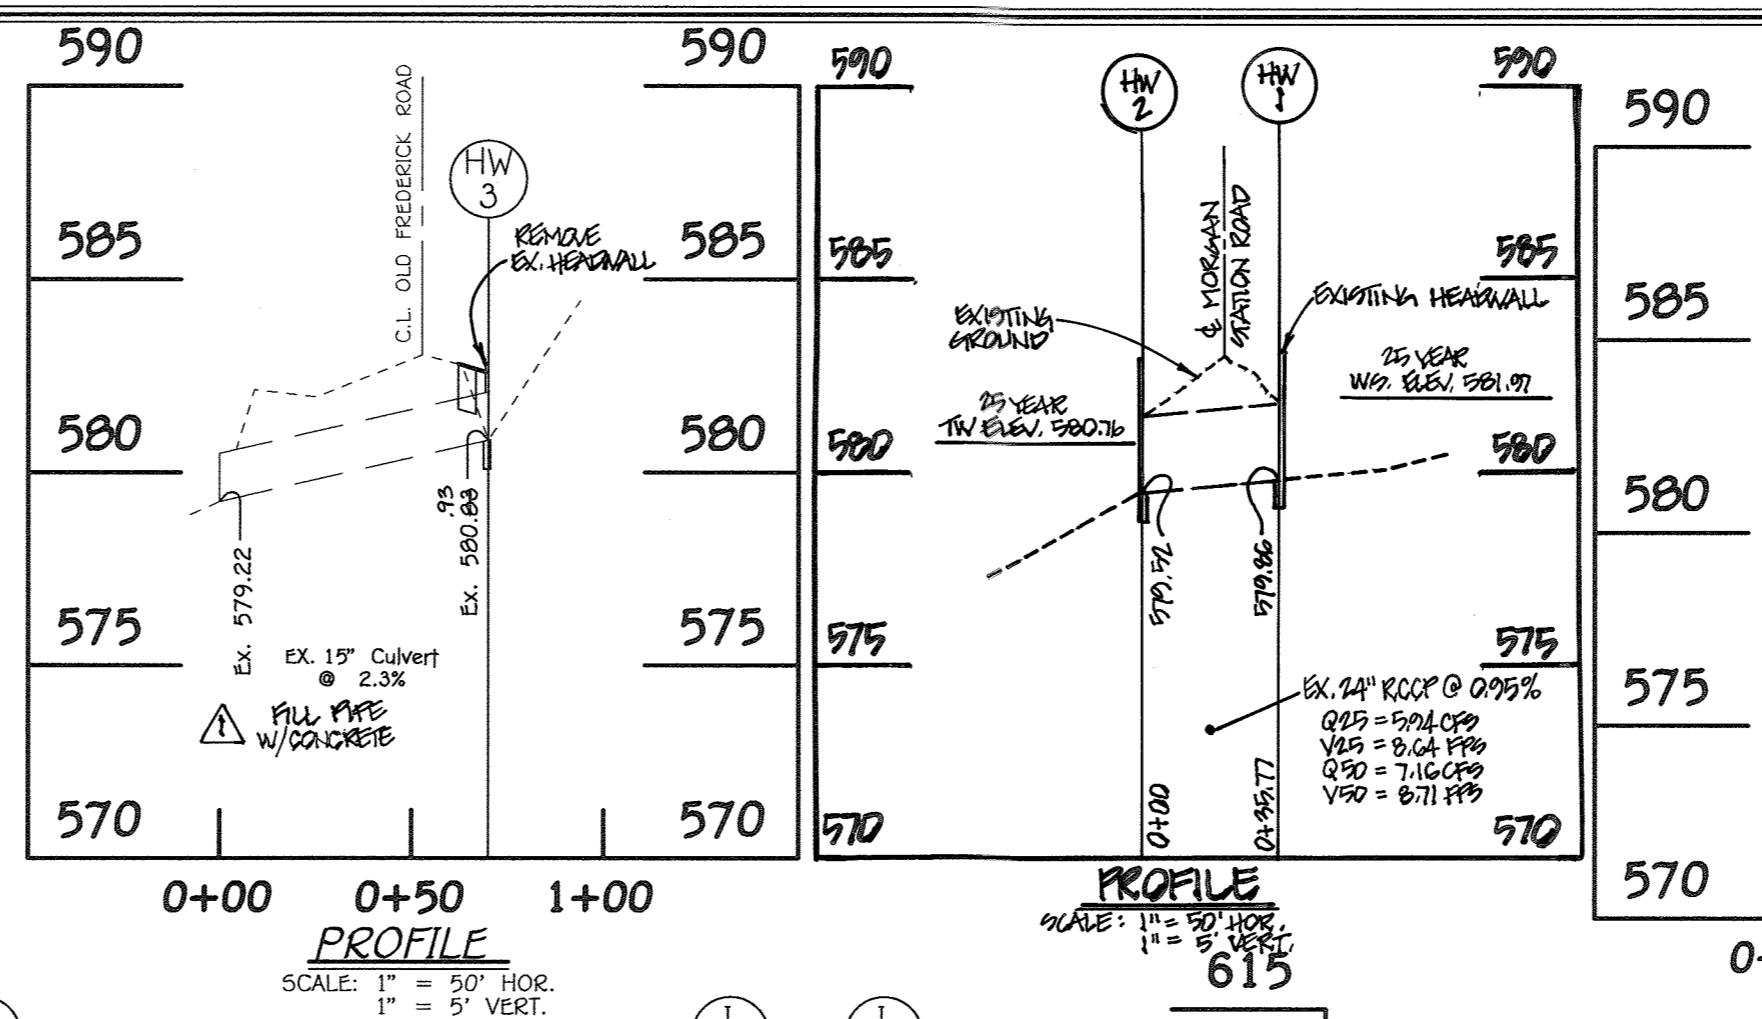 590
585
580
575
570
590
585
580
575
570
C.L. OLD FREDERICK ROAD
HW
3
REMOVE
EX. HEADWALL
Ex. 579.22
.93
Ex. 580.83
EX. 15" Culvert
@ 2.3%
1
FILL PIPE
W/CONCRETE
0+00 0+50 1+00
PROFILE
SCALE: 1" = 50' HOR.
1" = 5' VERT.
590
585
580
575
570
HW
2
HW
1
℄ MORGAN
STATION ROAD
EXISTING
GROUND
EXISTING HEADWALL
25 YEAR
TW ELEV. 580.76
25 YEAR
W.S. ELEV. 581.97
579.52
579.86
EX. 24" RCCP @ 0.95%
Q25 = 5.94 CFS
V25 = 8.64 FPS
Q50 = 7.16 CFS
V50 = 8.71 FPS
0+00
0+35.77
590
585
580
575
570
PROFILE
SCALE: 1" = 50' HOR.
1" = 5' VERT.
615
590
585
580
575
570